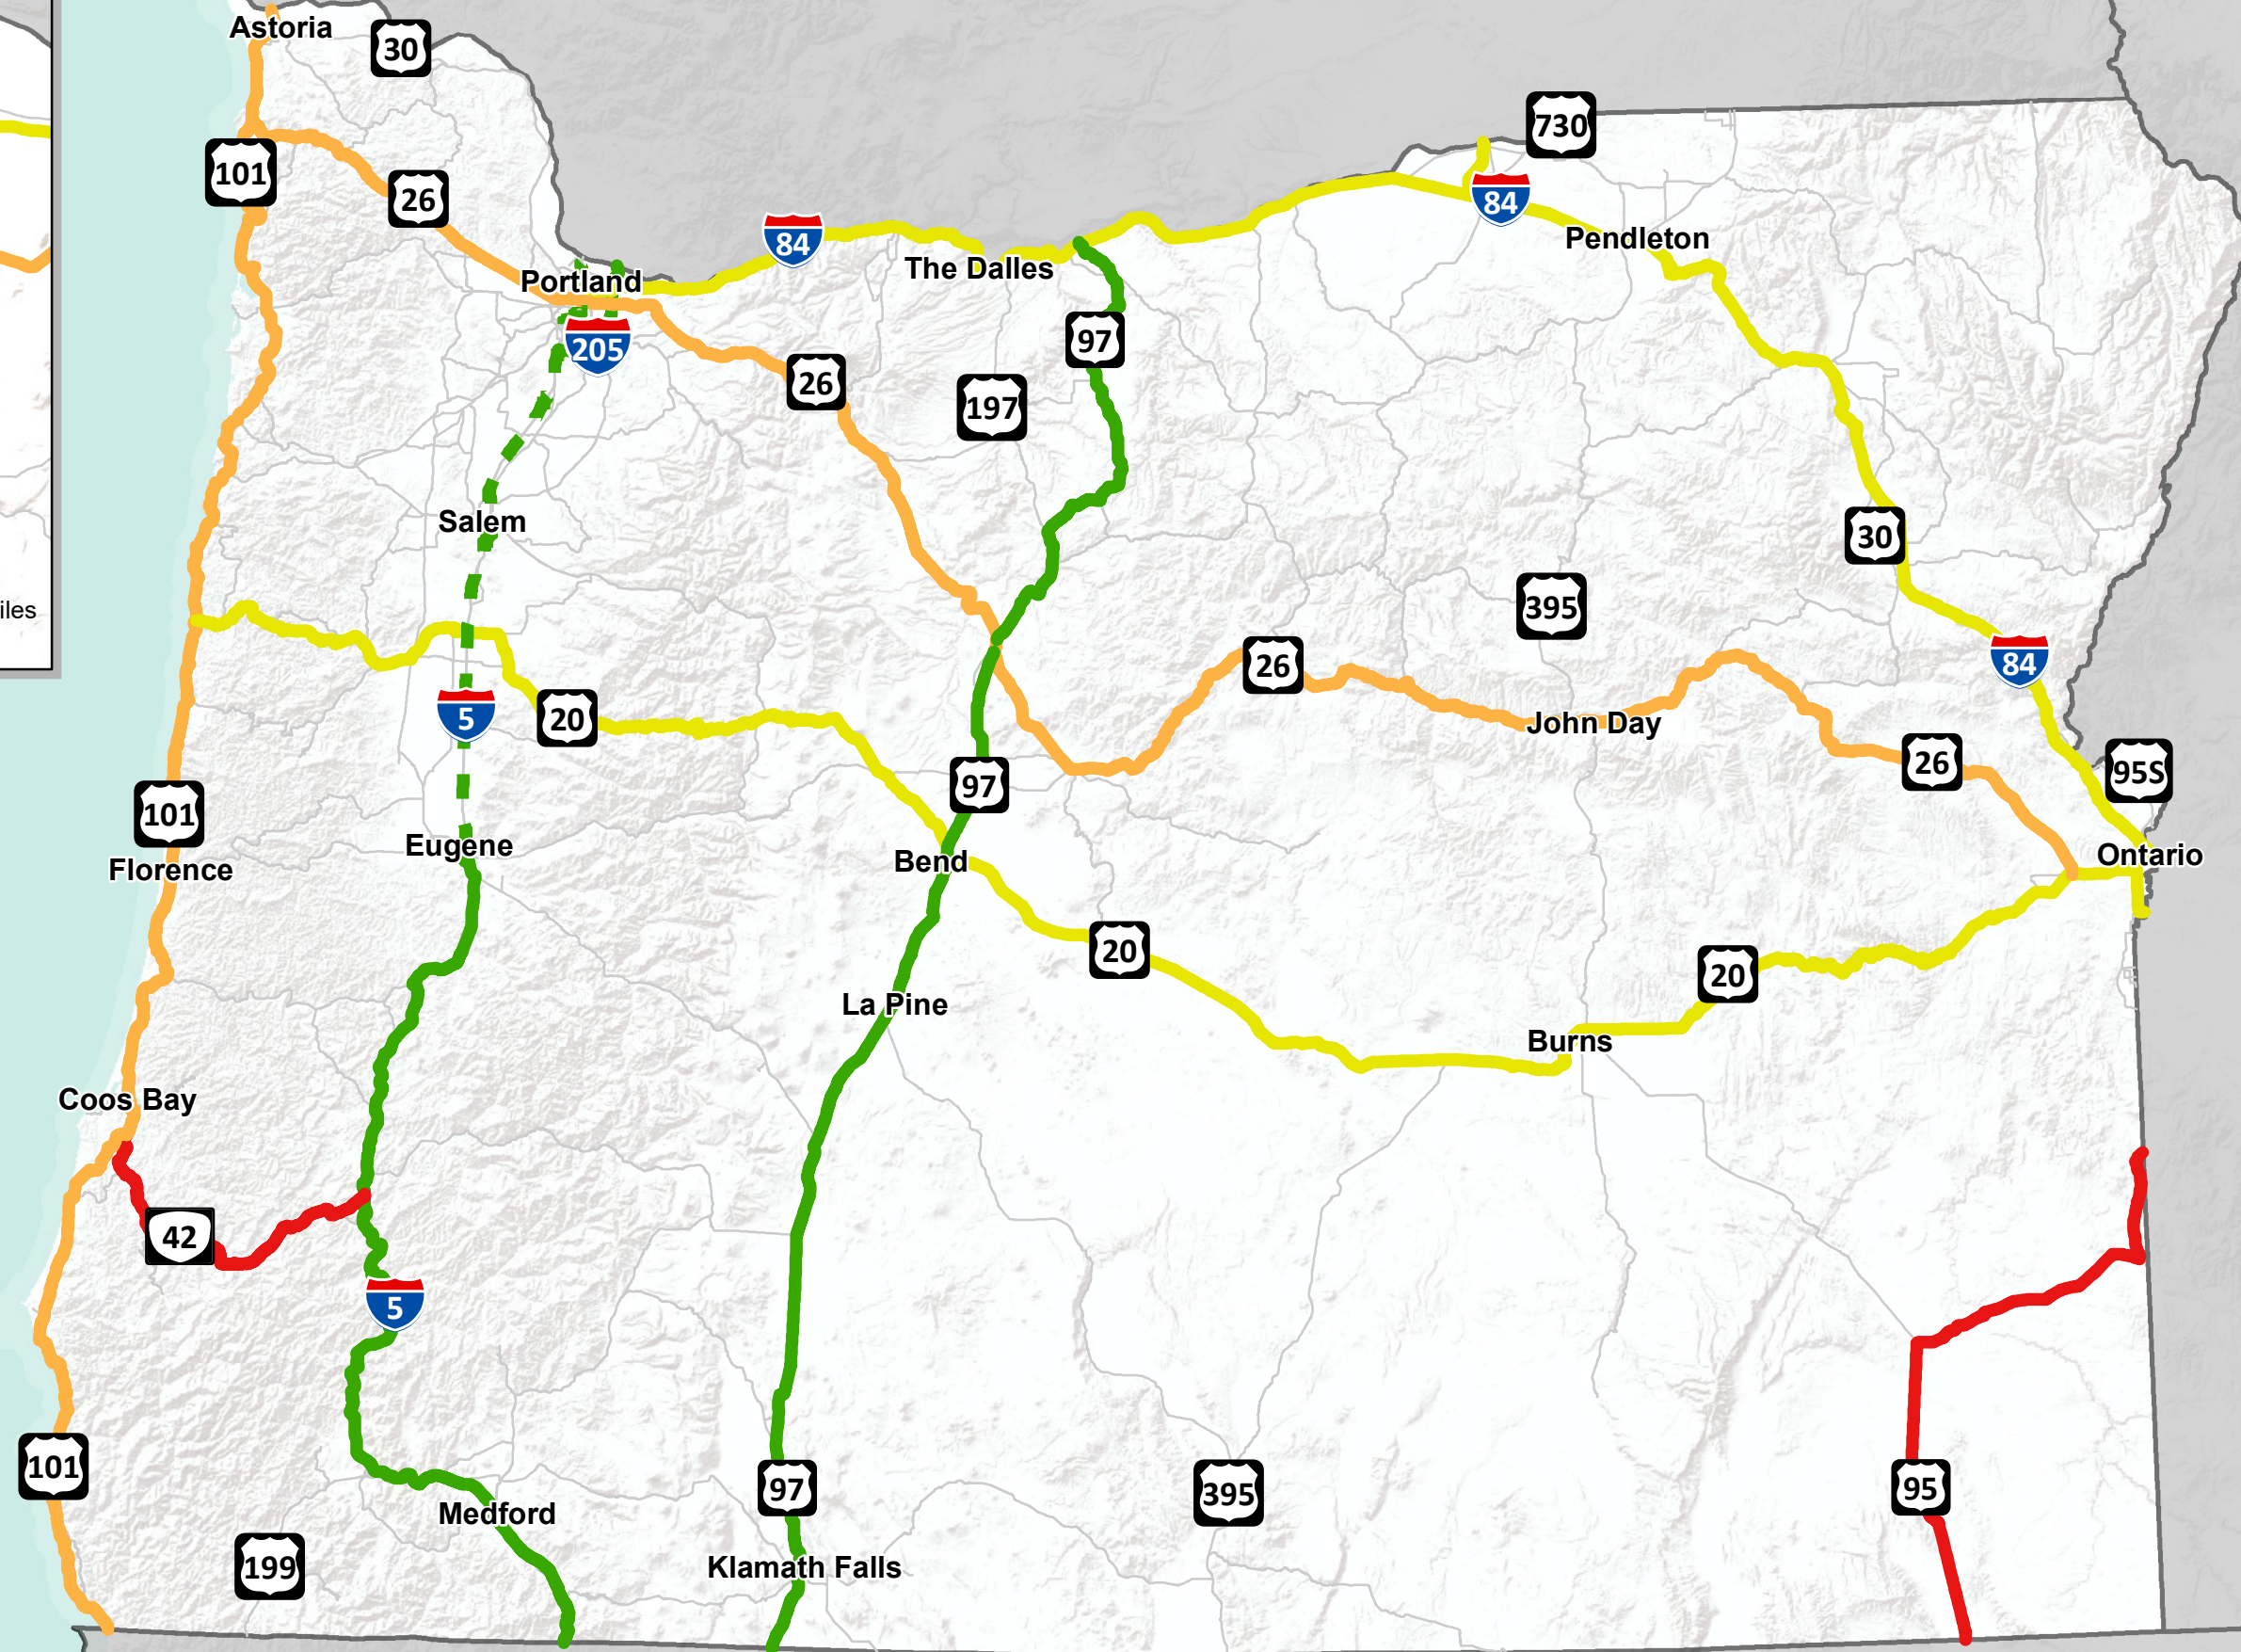 Astoria
30
730
101
26
84
84
Pendleton
84
The Dalles
Portland
205
97
26
197
Salem
30
395
iles
84
26
5
20
John Day
26
95S
97
101
Florence
Eugene
Bend
Ontario
20
20
La Pine
Burns
Coos Bay
42
5
101
97
395
95
Medford
199
Klamath Falls